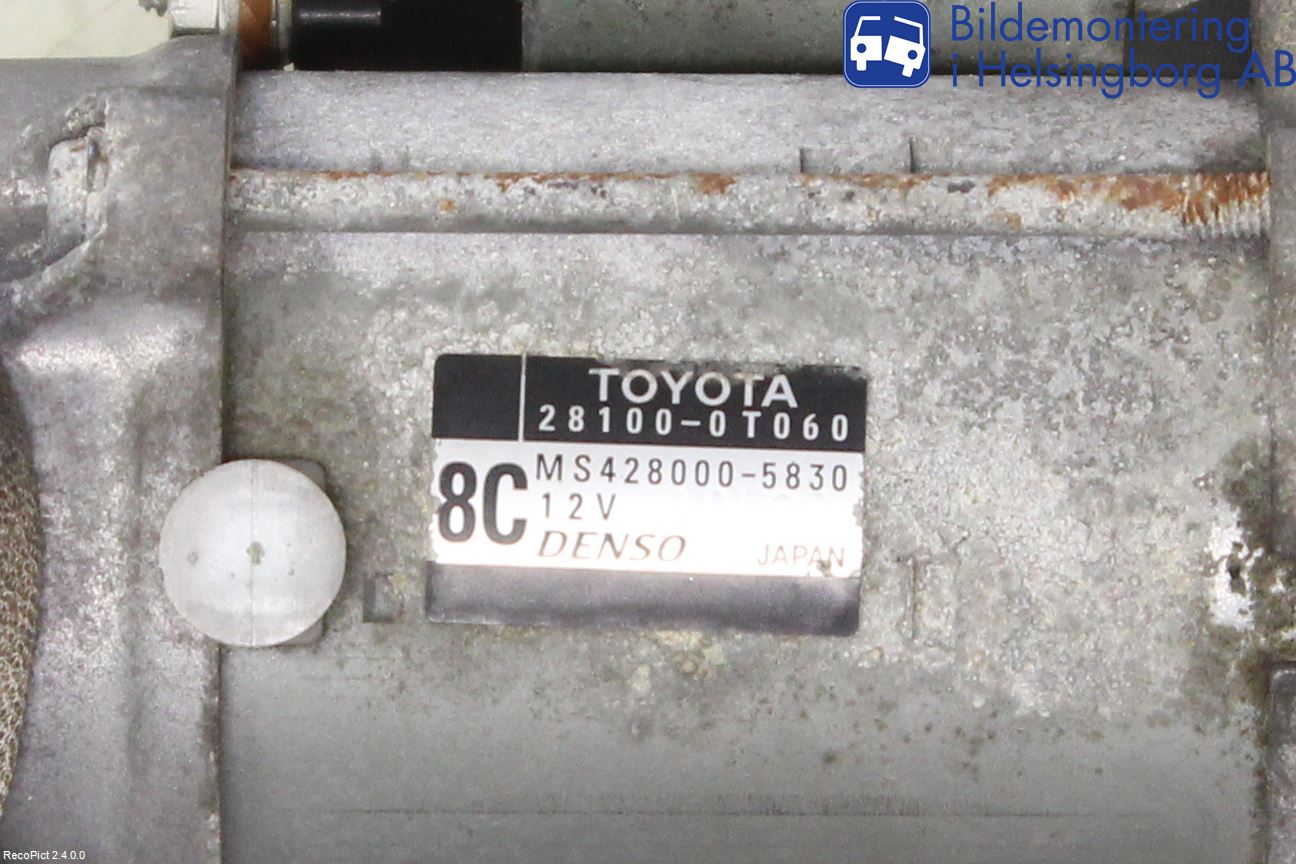 Bildemontering
i Helsingborg AB
TOYOTA
28100-0T060
8C
MS428000-5830
12V
DENSO JAPAN
RecoPict 2.4.0.0